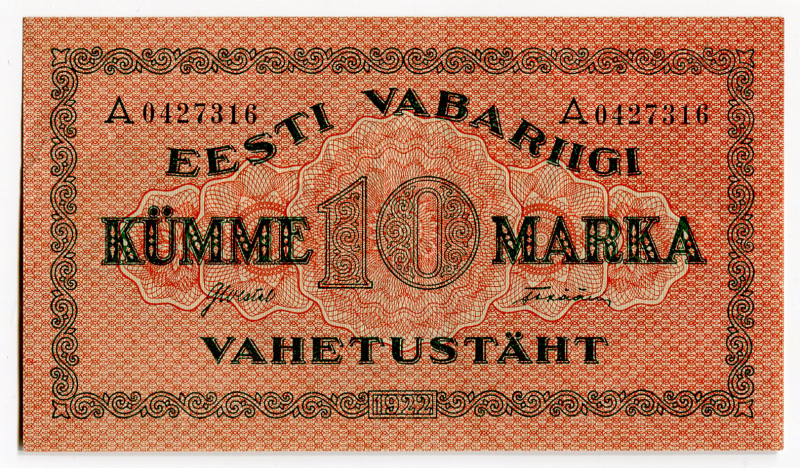 A 0427316 A 0427316
EESTI VABARIIGI
KÜMME 10 MARKA
VAHETUSTÄHT
1922